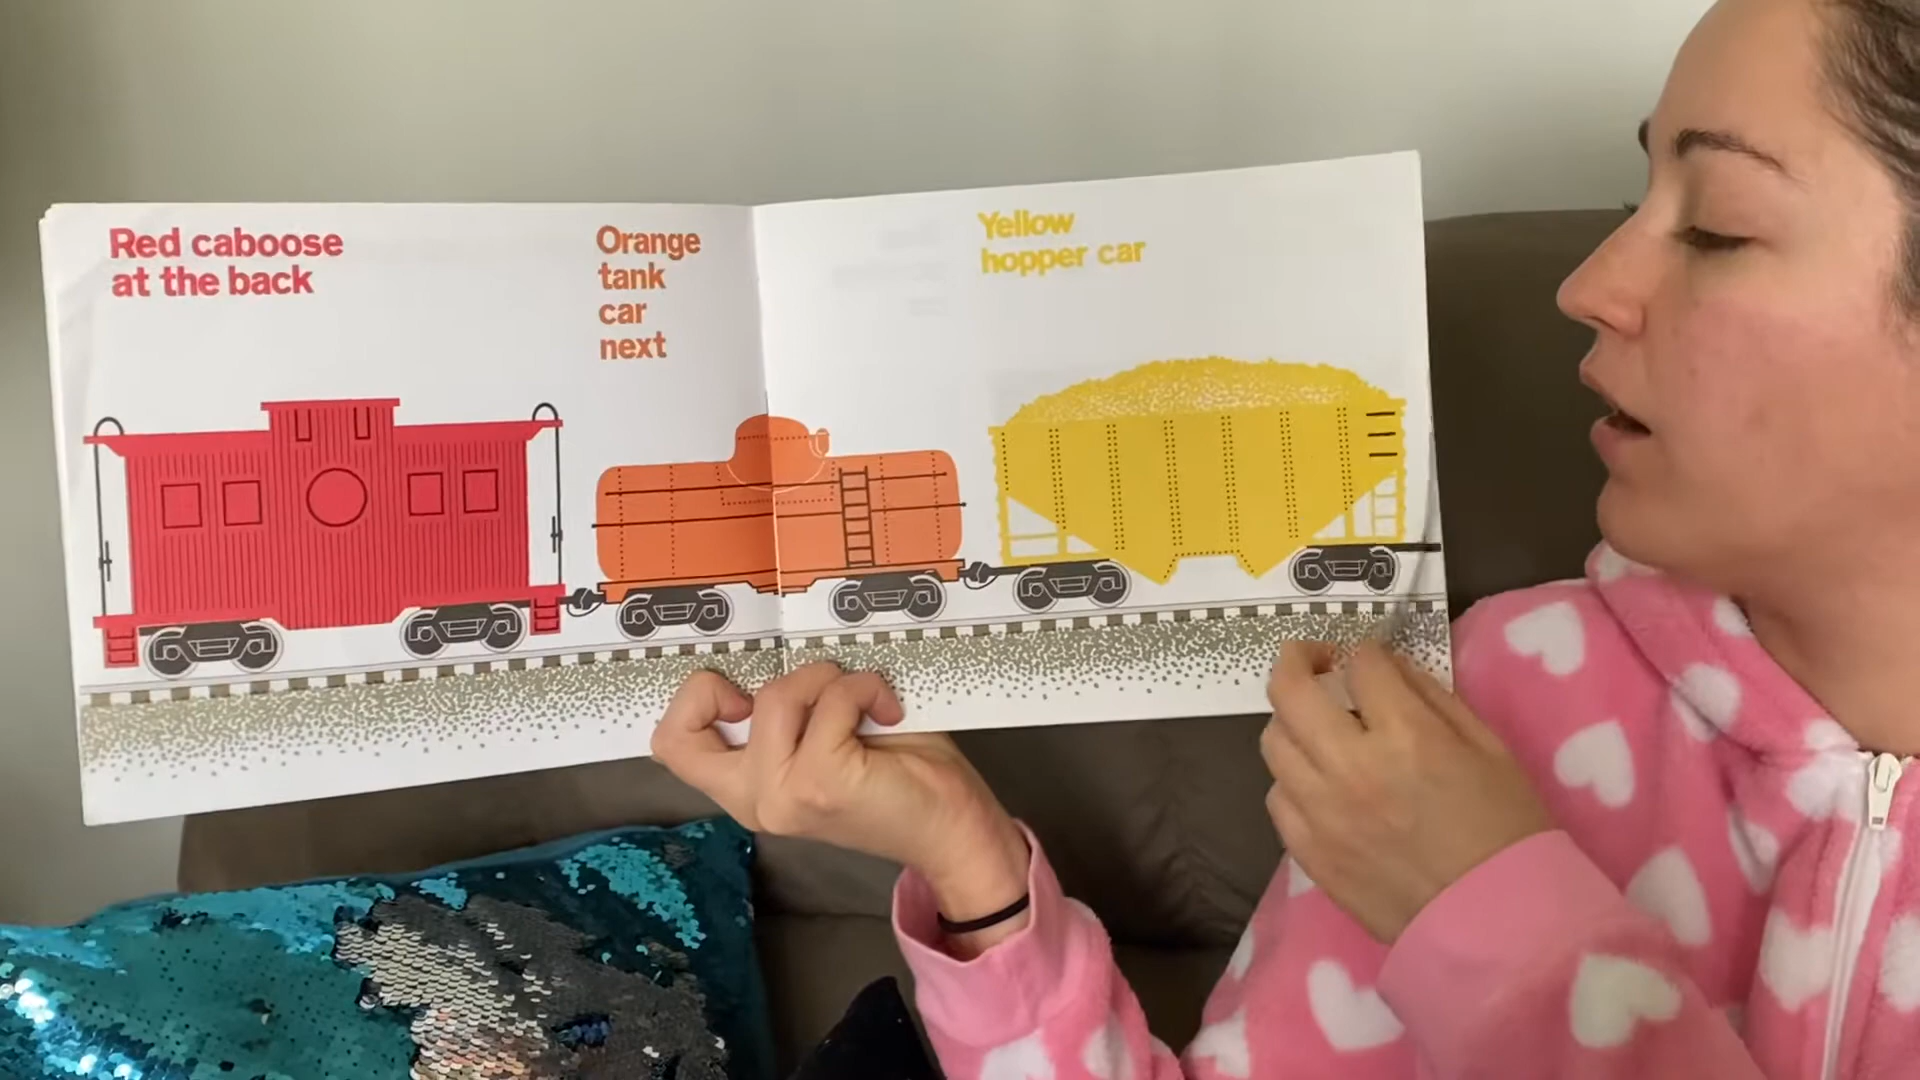 Red caboose
at the back
Orange
tank
car
next
Yellow
hopper car